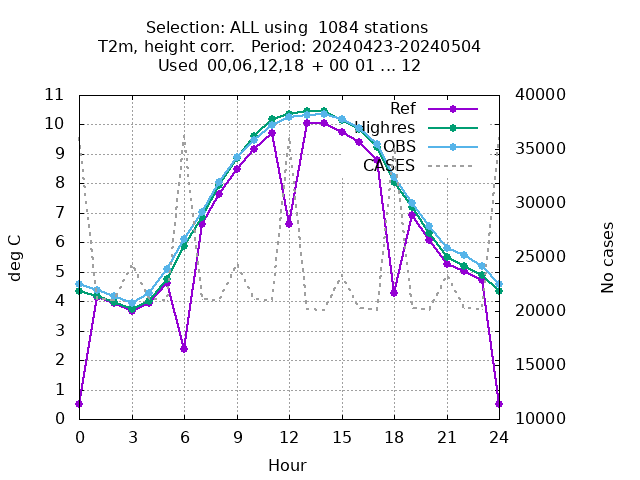 Selection: ALL using  1084 stations
T2m, height corr.   Period: 20240423-20240504
Used  00,06,12,18  + 00 01 ... 12
11 40000
10 35000
9 30000
8 25000
7 20000
6 15000
5 10000
4
3
2
1
0
Ref
Highres
OBS
CASES
deg C
No cases
0 3 6 9 12 15 18 21 24
Hour